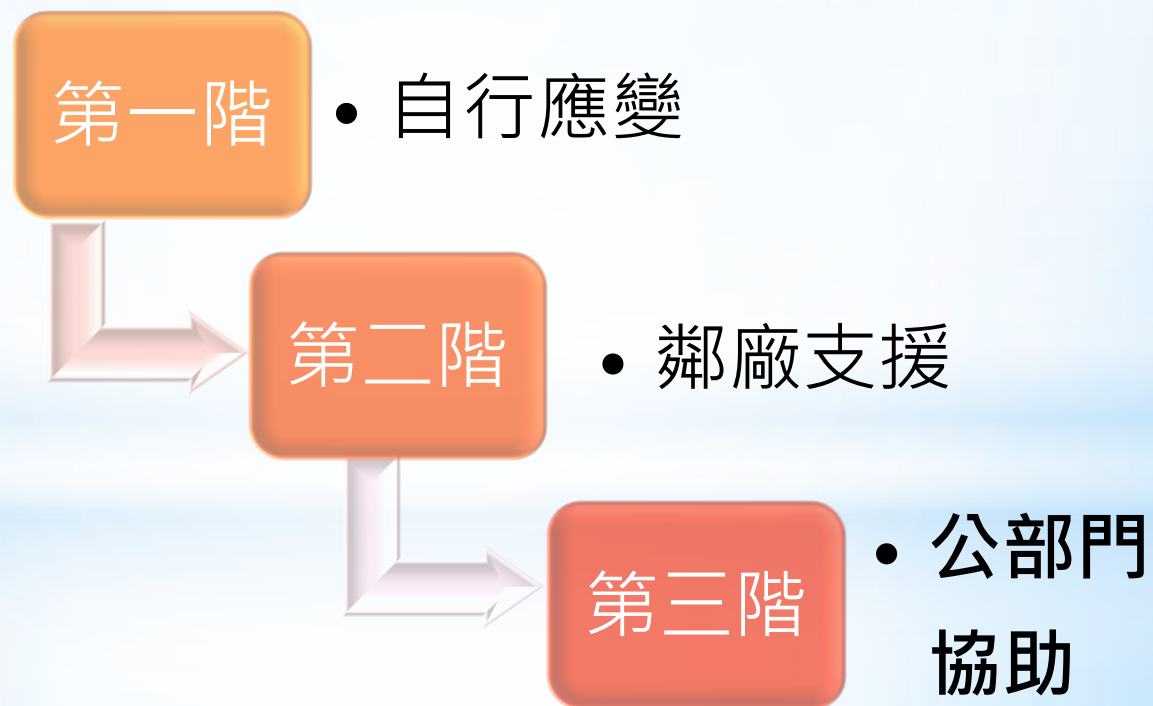 第一階
• 自行應變
第二階
• 鄰廠支援
第三階
• 公部門
協助